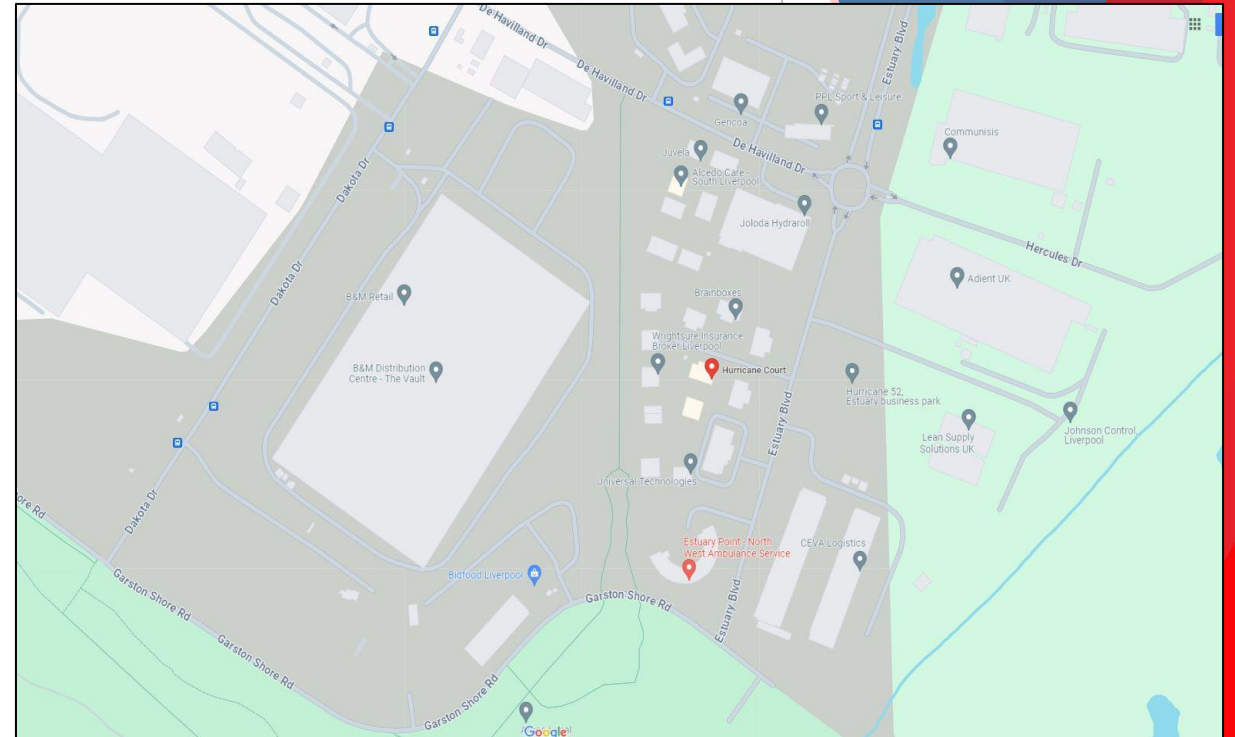 De Havilland Dr
De Havilland Dr
Estuary Blvd
PPL Sport & Leisure
Gencoa
Communisis
De Havilland Dr
Juvela
Alcedo Care -
South Liverpool
Dakota Dr
Joloda Hydraroll
Hercules Dr
Dakota Dr
Adient UK
B&M Retail
Brainboxes
Wrightsure Insurance
Broker Liverpool
B&M Distribution
Centre - The Vault
Hurricane Court
Hurricane 52,
Estuary business park
Estuary Blvd
Johnson Control,
Liverpool
Lean Supply
Solutions UK
Universal Technologies
ore Rd
Dakota Dr
Estuary Point - North
West Ambulance Service
CEVA Logistics
Bidfood Liverpool
Garston Shore Rd
Garston Shore Rd
Estuary Blvd
Garston Shore Rd
Garston Shore Rd
Google